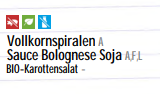 Vollkornspiralen A
Sauce Bolognese Soja A,F,L
BIO-Karottensalat -